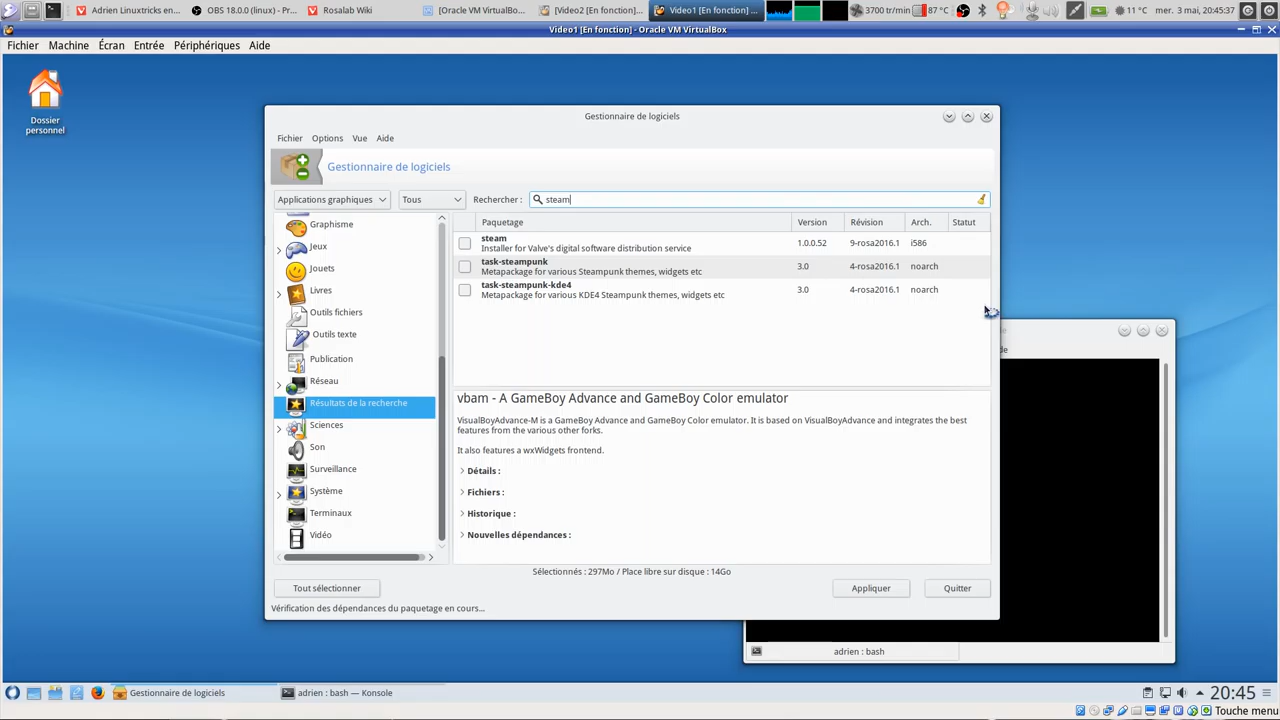 Adrien Linuxtricks en...
OBS 18.0.0 (linux) - Pr...
Rosalab Wiki
[Oracle VM VirtualBo...
[Video2 [En fonction]...
Video1 [En fonction] ...
3700 tr/min
87 °C
11 °C
mer. 3 mai, 20:45:37
Video1 [En fonction] - Oracle VM VirtualBox
Fichier Machine Écran Entrée Périphériques Aide
Dossier
personnel
Gestionnaire de logiciels
Fichier Options Vue Aide
Gestionnaire de logiciels
Applications graphiques
Tous
Rechercher :
steam
Paquetage Version Révision Arch. Statut
steam
Installer for Valve's digital software distribution service
1.0.0.52 9-rosa2016.1 i586
task-steampunk
Metapackage for various Steampunk themes, widgets etc
3.0 4-rosa2016.1 noarch
task-steampunk-kde4
Metapackage for various KDE4 Steampunk themes, widgets etc
3.0 4-rosa2016.1 noarch
Graphisme
Jeux
Jouets
Livres
Outils fichiers
Outils texte
Publication
Réseau
Résultats de la recherche
Sciences
Son
Surveillance
Système
Terminaux
Vidéo
vbam - A GameBoy Advance and GameBoy Color emulator
VisualBoyAdvance-M is a GameBoy Advance and GameBoy Color emulator. It is based on VisualBoyAdvance and integrates the best
features from the various other forks.
It also features a wxWidgets frontend.
Détails :
Fichiers :
Historique :
Nouvelles dépendances :
Sélectionnés : 297Mo / Place libre sur disque : 14Go
Tout sélectionner
Appliquer
Quitter
Vérification des dépendances du paquetage en cours...
de
adrien : bash
Gestionnaire de logiciels
adrien : bash — Konsole
20:45
Touche menu